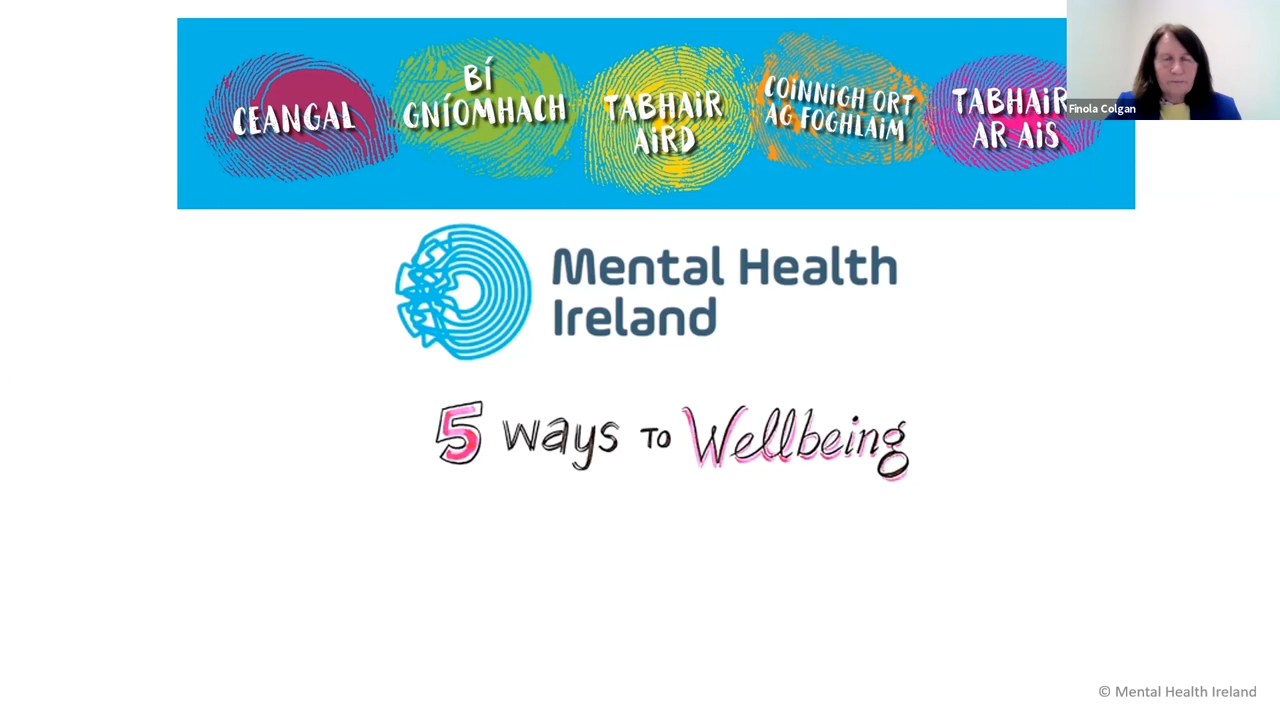 CEANGAL
BÍ
GNÍOMHACH
TABHAIR
AIRD
COINNIGH ORT
AG FOGHLAIM
TABHAIR
AR AIS
Finola Colgan
Mental Health
Ireland
5 Ways TO Wellbeing
© Mental Health Ireland